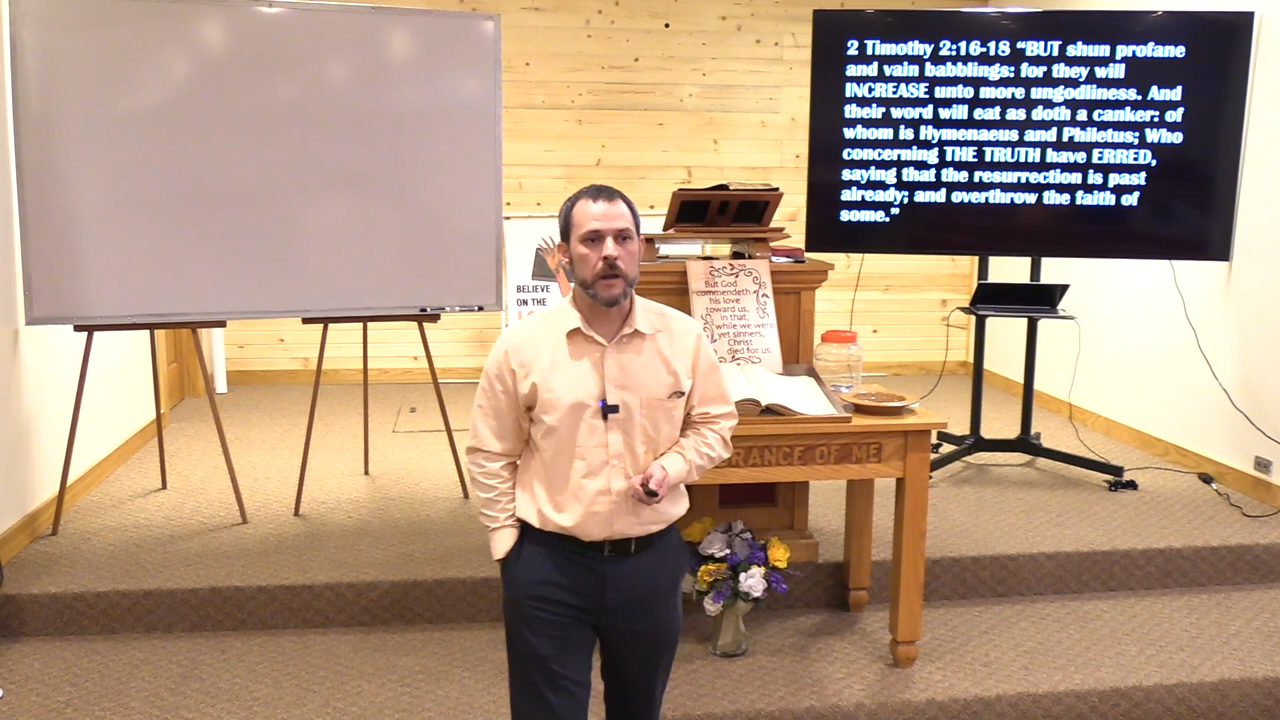 2 Timothy 2:16-18 “BUT shun profane
and vain babblings: for they will
INCREASE unto more ungodliness. And
their word will eat as doth a canker: of
whom is Hymenaeus and Philetus; Who
concerning THE TRUTH have ERRED,
saying that the resurrection is past
already; and overthrow the faith of
some.”
BELIEVE
ON THE
But God
commendeth
his love
toward us,
in that,
while we were
yet sinners,
Christ
died for us.
BRANCE OF ME